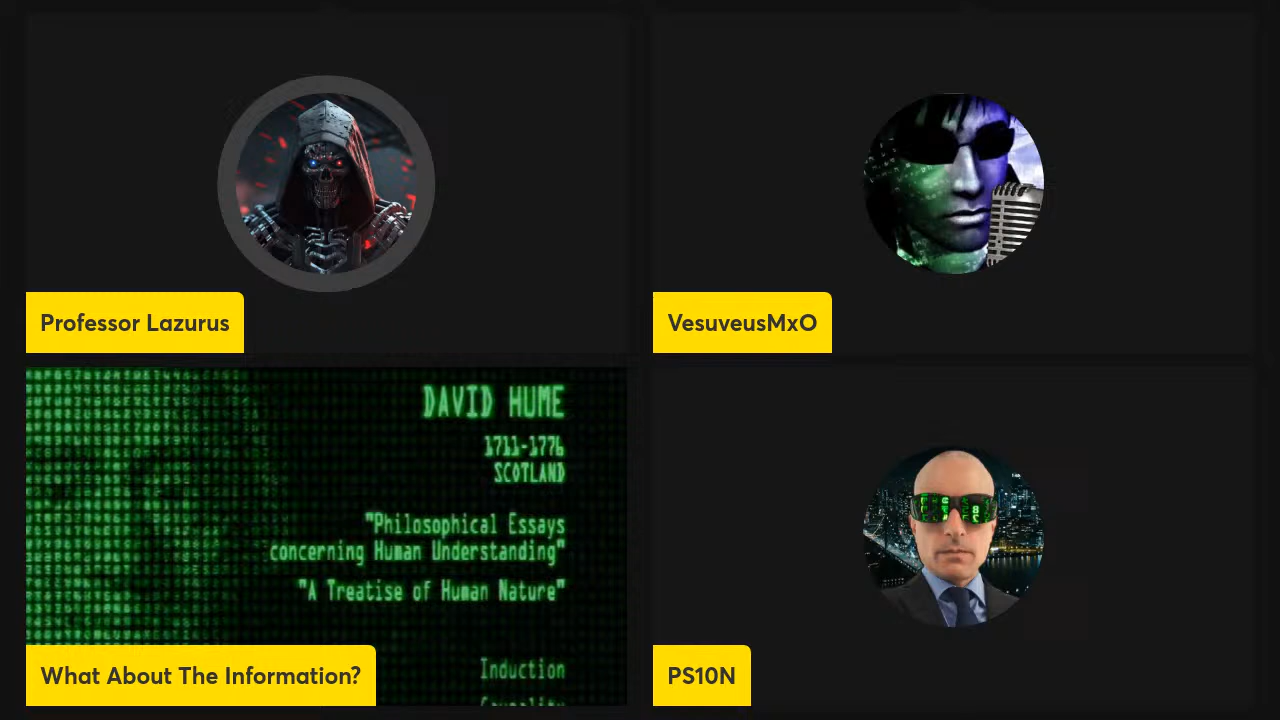 Professor Lazurus
VesuveusMxO
DAVID HUME
1711-1776
SCOTLAND
"Philosophical Essays
concerning Human Understanding"
"A Treatise of Human Nature"
Induction
Causality
What About The Information?
PS10N